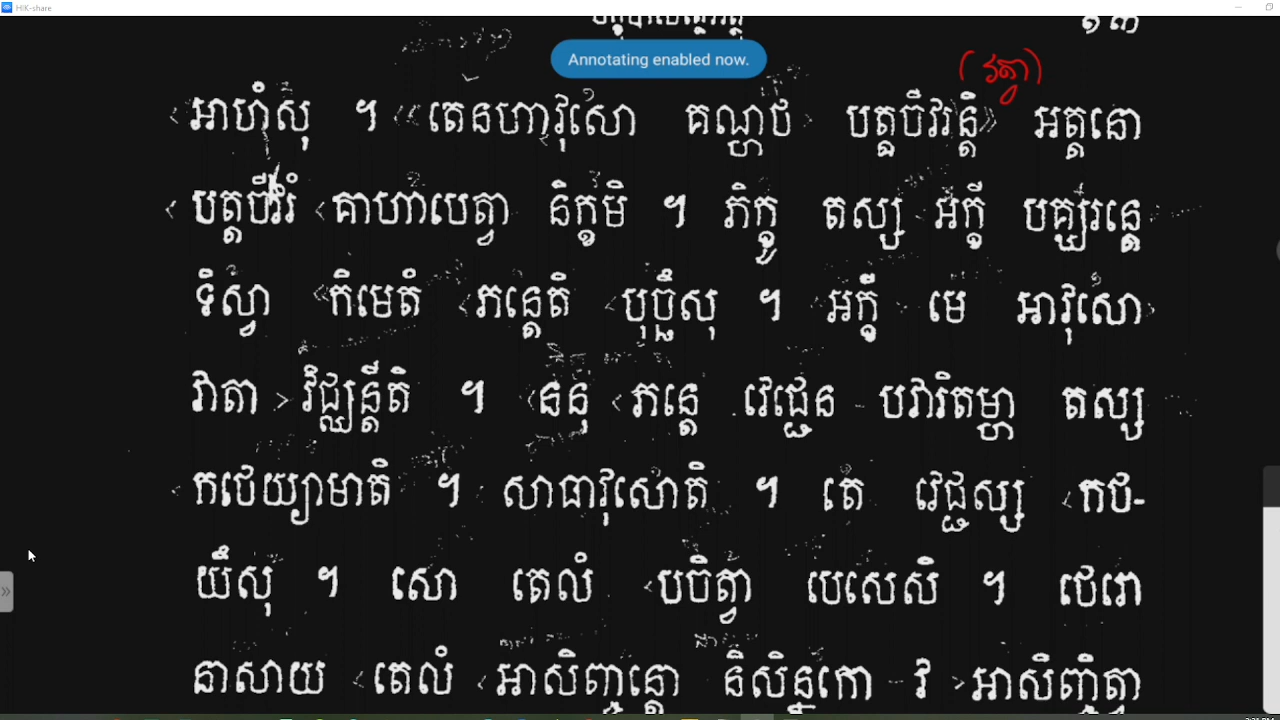 HIK-share
១៣
Annotating enabled now.
(វត្វា)
អាហំសុ ។ តេនហាវុសោ គណ្ហថ បត្តចីវរន្តិ អត្តនោ
បត្តចីវរំ គាហាបេត្វា និក្ខមិ ។ ភិក្ខូ តស្ស អក្ខី បគ្ឃរន្តេ
ទិស្វា កិមេតំ ភន្តេតិ បុច្ឆឹសុ ។ អក្ខី មេ អាវុសោ
វាតា វិជ្ឈន្តីតិ ។ ននុ ភន្តេ វេជ្ជេន បវារិតម្ហា តស្ស
កថេយ្យាមាតិ ។ សាធាវុសោតិ ។ តេ វេជ្ជស្ស កថ-
យឹសុ ។ សោ តេលំ បចិត្វា បេសេសិ ។ ថេរោ
នាសាយ តេលំ អាសិញ្ចន្តោ និសិន្នកោ វ អាសិញ្ចិត្វា